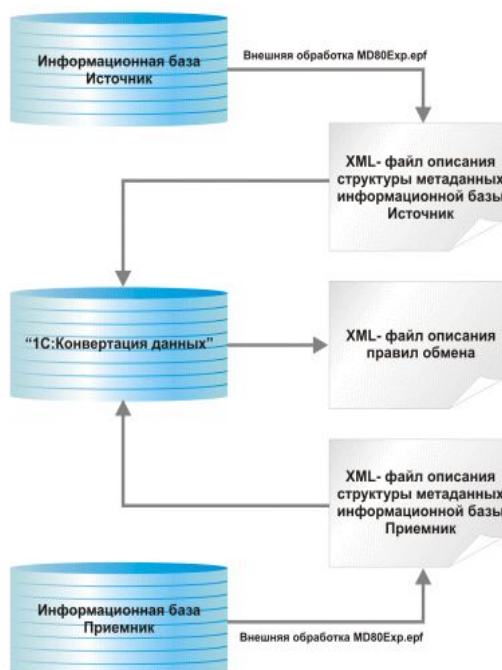 Информационная база
Источник
Внешняя обработка MD80Exp.epf
XML- файл описания
структуры метаданных
информационной базы
Источник
“1С:Конвертация данных”
XML- файл описания
правил обмена
XML- файл описания
структуры метаданных
информационной базы
Приемник
Информационная база
Приемник
Внешняя обработка MD80Exp.epf